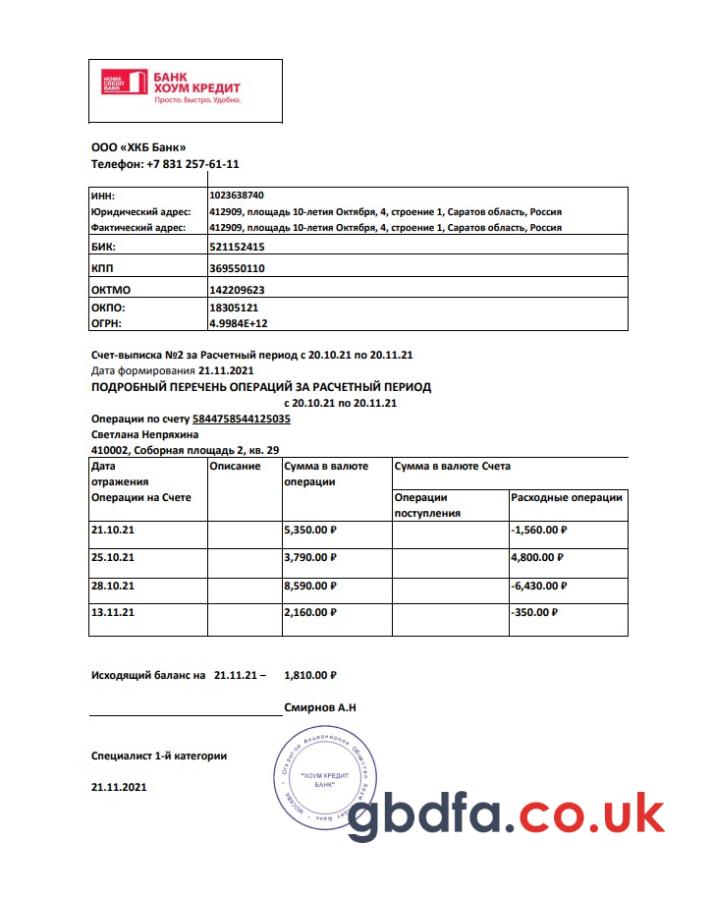 HOME
CREDIT
BANK
БАНК
ХОУМ КРЕДИТ
Просто. Быстро. Удобно.
ООО «ХКБ Банк»
Телефон: +7 831 257-61-11
ИНН: 1023638740
Юридический адрес: 412909, площадь 10-летия Октября, 4, строение 1, Саратов область, Россия
Фактический адрес: 412909, площадь 10-летия Октября, 4, строение 1, Саратов область, Россия
БИК: 521152415
КПП 369550110
ОКТМО 142209623
ОКПО: 18305121
ОГРН: 4.9984E+12
Счет-выписка №2 за Расчетный период с 20.10.21 по 20.11.21
Дата формирования 21.11.2021
ПОДРОБНЫЙ ПЕРЕЧЕНЬ ОПЕРАЦИЙ ЗА РАСЧЕТНЫЙ ПЕРИОД
с 20.10.21 по 20.11.21
Операции по счету 5844758544125035
Светлана Непряхина
410002, Соборная площадь 2, кв. 29
Дата Описание Сумма в валюте Сумма в валюте Счета
отражения операции
Операции на Счете Операции Расходные операции
поступления
21.10.21 5,350.00 ₽ -1,560.00 ₽
25.10.21 3,790.00 ₽ 4,800.00 ₽
28.10.21 8,590.00 ₽ -6,430.00 ₽
13.11.21 2,160.00 ₽ -350.00 ₽
Исходящий баланс на 21.11.21 – 1,810.00 ₽
Смирнов А.Н
Специалист 1-й категории
21.11.2021
Открытое Акционерное Общество Хоум
Банк • МОСКВА •
"ХОУМ КРЕДИТ
БАНК"
gbdfa.co.uk